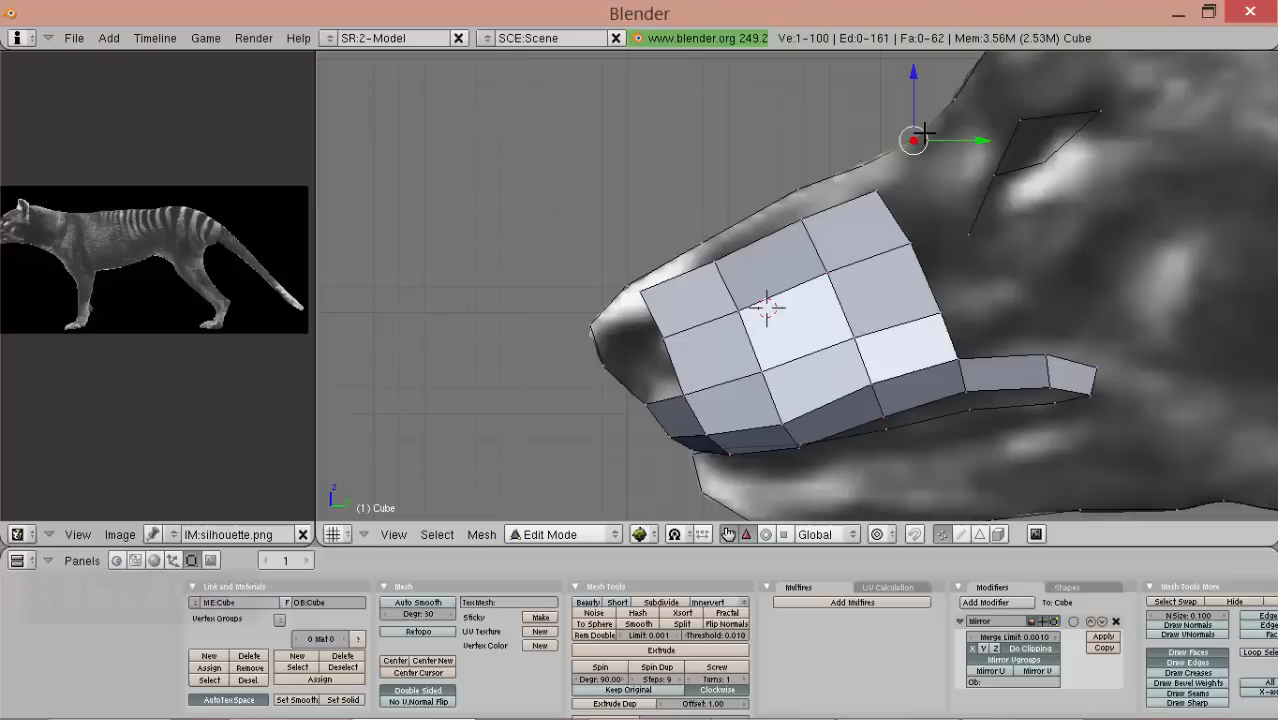 Blender
File Add Timeline Game Render Help SR:2-Model SCE:Scene www.blender.org 249.2 Ve:1-100 | Ed:0-161 | Fa:0-62 | Mem:3.56M (2.53M) Cube
z
(1) Cube
View Image IM:silhouette.png View Select Mesh Edit Mode Global
Panels 1
Link and Materials Mesh Mesh Tools Multires UV Calculation Modifiers Shapes Mesh Tools More
ME:Cube F OB:Cube Auto Smooth TexMesh: Beauty Short Subdivide Innervert Add Multires Add Modifier To: Cube Select Swap Hide
Vertex Groups Degr: 30 Sticky Make Noise Hash Xsort Fractal Mirror NSize: 0.100
Retopo UV Texture New To Sphere Smooth Split Flip Normals Merge Limit: 0.0010 Apply Draw Normals
0 Mat 0 ? Vertex Color New Rem Double Limit: 0.001 Threshold: 0.010 X Y Z Do Clipping Copy Draw VNormals
New Delete New Delete Center Center New Extrude Mirror Vgroups Draw Faces Loop Sele
Assign Remove Select Deselect Center Cursor Spin Spin Dup Screw Mirror U Mirror V Draw Edges
Select Desel. Assign Degr: 90.00 Steps: 9 Turns: 1 Ob: Draw Creases
Double Sided Keep Original Clockwise Draw Bevel Weights All
AutoTexSpace Set Smooth Set Solid No V.Normal Flip Extrude Dup Offset: 1.00 Draw Seams
Draw Sharp